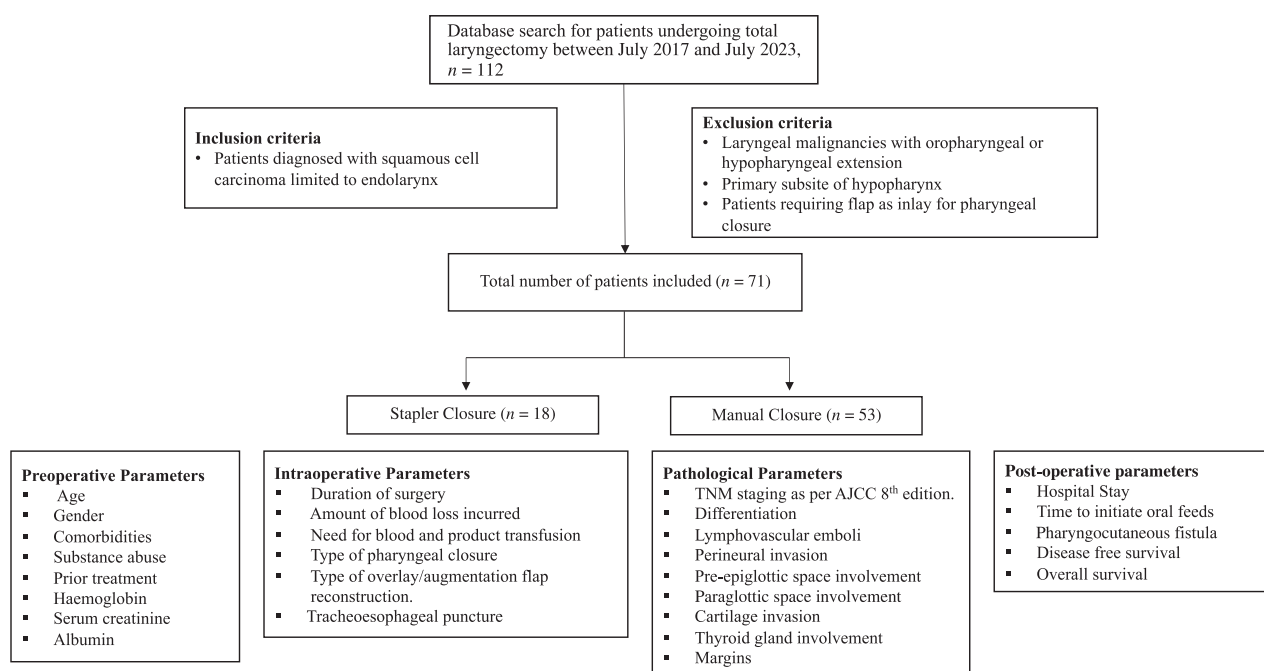 Database search for patients undergoing total
laryngectomy between July 2017 and July 2023,
n = 112
Inclusion criteria
• Patients diagnosed with squamous cell
carcinoma limited to endolarynx
Exclusion criteria
• Laryngeal malignancies with oropharyngeal or
hypopharyngeal extension
• Primary subsite of hypopharynx
• Patients requiring flap as inlay for pharyngeal
closure
Total number of patients included (n = 71)
Stapler Closure (n = 18)
Manual Closure (n = 53)
Preoperative Parameters
▪ Age
▪ Gender
▪ Comorbidities
▪ Substance abuse
▪ Prior treatment
▪ Haemoglobin
▪ Serum creatinine
▪ Albumin
Intraoperative Parameters
▪ Duration of surgery
▪ Amount of blood loss incurred
▪ Need for blood and product transfusion
▪ Type of pharyngeal closure
▪ Type of overlay/augmentation flap
reconstruction.
▪ Tracheoesophageal puncture
Pathological Parameters
▪ TNM staging as per AJCC 8th edition.
▪ Differentiation
▪ Lymphovascular emboli
▪ Perineural invasion
▪ Pre-epiglottic space involvement
▪ Paraglottic space involvement
▪ Cartilage invasion
▪ Thyroid gland involvement
▪ Margins
Post-operative parameters
▪ Hospital Stay
▪ Time to initiate oral feeds
▪ Pharyngocutaneous fistula
▪ Disease free survival
▪ Overall survival